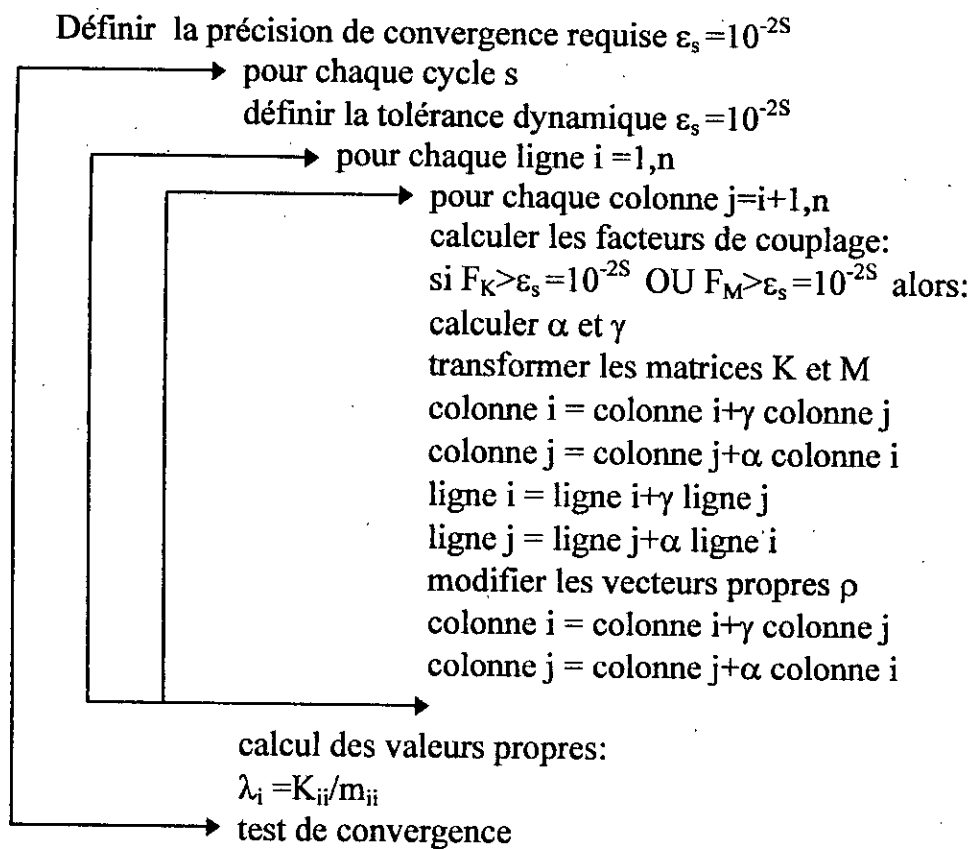 Définir la précision de convergence requise εₛ=10⁻²ˢ
pour chaque cycle s
définir la tolérance dynamique εₛ=10⁻²ˢ
pour chaque ligne i =1,n
pour chaque colonne j=i+1,n
calculer les facteurs de couplage:
si F_K>εₛ=10⁻²ˢ OU F_M>εₛ=10⁻²ˢ alors:
calculer α et γ
transformer les matrices K et M
colonne i = colonne i+γ colonne j
colonne j = colonne j+α colonne i
ligne i = ligne i+γ ligne j
ligne j = ligne j+α ligne i
modifier les vecteurs propres ρ
colonne i = colonne i+γ colonne j
colonne j = colonne j+α colonne i
calcul des valeurs propres:
λᵢ =K_ii/m_ii
test de convergence